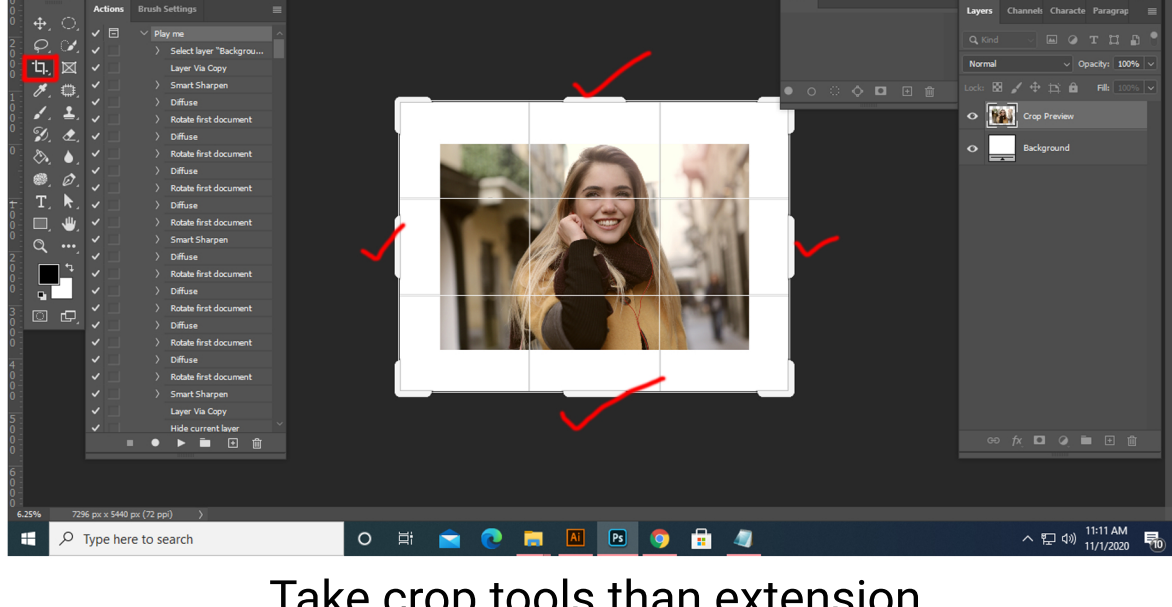 Actions Brush Settings
Play me
Select layer "Backgrou...
Layer Via Copy
Smart Sharpen
Diffuse
Rotate first document
Diffuse
Rotate first document
Diffuse
Rotate first document
Diffuse
Rotate first document
Smart Sharpen
Diffuse
Rotate first document
Diffuse
Rotate first document
Diffuse
Rotate first document
Diffuse
Rotate first document
Smart Sharpen
Layer Via Copy
Hide current layer
Layers Channels Characte Paragrap
Kind
Normal Opacity: 100%
Lock: Fill: 100%
Crop Preview
Background
fx
6.25% 7296 px x 5440 px (72 ppi)
Type here to search
Ai
Ps
11:11 AM
11/1/2020
10
Take crop tools than extension